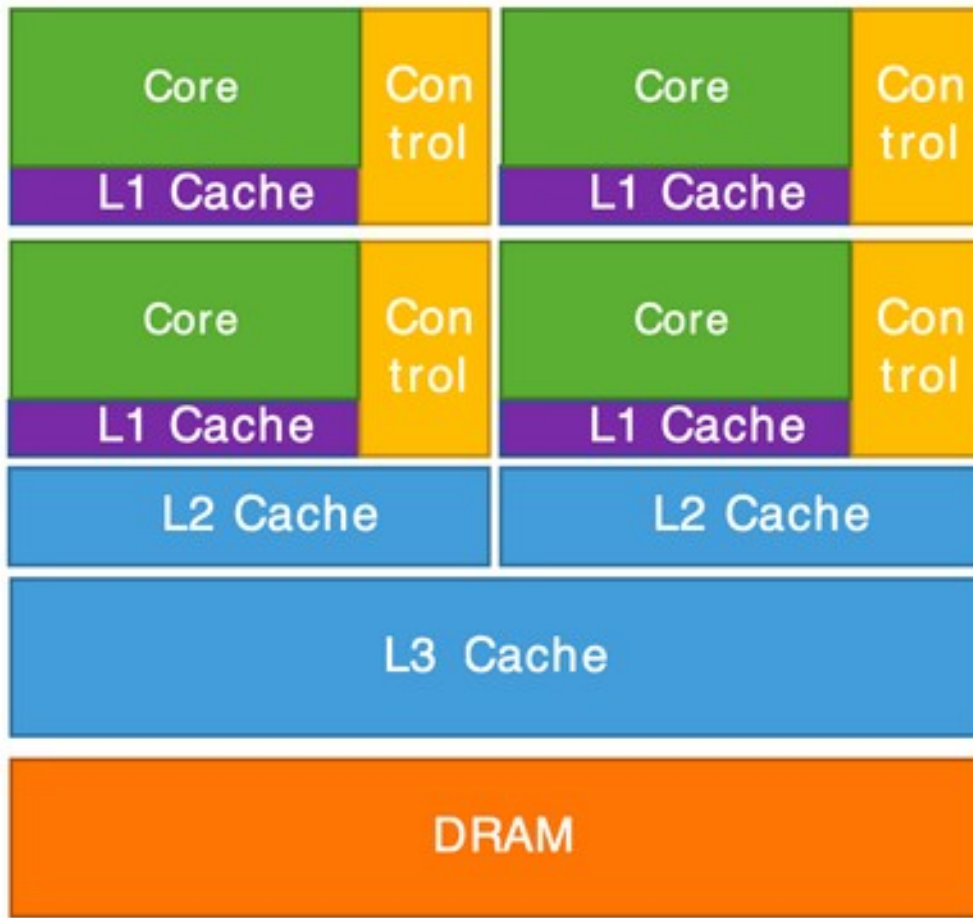 Core
Con
trol
L1 Cache
Core
Con
trol
L1 Cache
Core
Con
trol
L1 Cache
Core
Con
trol
L1 Cache
L2 Cache
L2 Cache
L3 Cache
DRAM